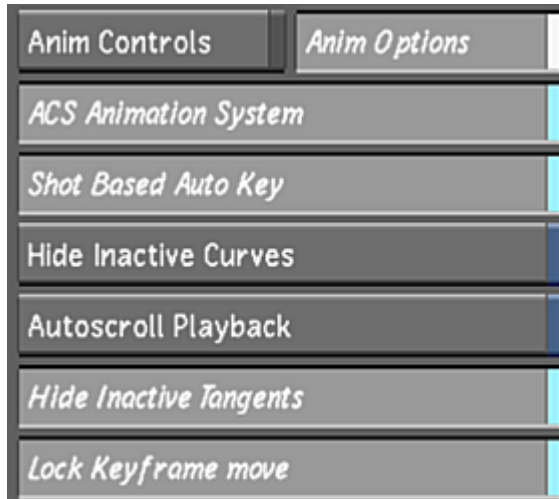 Anim Controls Anim Options
ACS Animation System
Shot Based Auto Key
Hide Inactive Curves
Autoscroll Playback
Hide Inactive Tangents
Lock Keyframe move